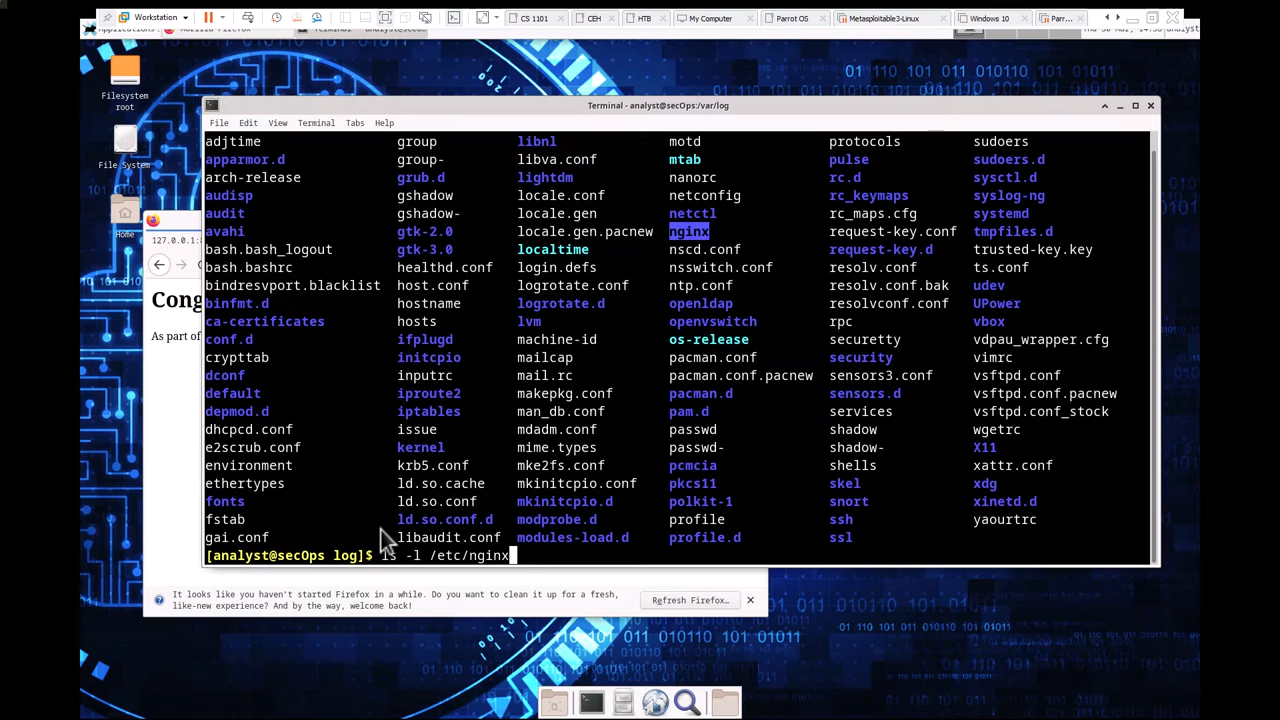 Workstation
CS 1101
CEH
HTB
My Computer
Parrot OS
Metasploitable3-Linux
Windows 10
Parr...
Filesystem
root
File System
Home
Terminal - analyst@secOps:/var/log
File Edit View Terminal Tabs Help
adjtime group libnl motd protocols sudoers
apparmor.d group- libva.conf mtab pulse sudoers.d
arch-release grub.d lightdm nanorc rc.d sysctl.d
audisp gshadow locale.conf netconfig rc_keymaps syslog-ng
audit gshadow- locale.gen netctl rc_maps.cfg systemd
avahi gtk-2.0 locale.gen.pacnew nginx request-key.conf tmpfiles.d
bash.bash_logout gtk-3.0 localtime nscd.conf request-key.d trusted-key.key
bash.bashrc healthd.conf login.defs nsswitch.conf resolv.conf ts.conf
bindresvport.blacklist host.conf logrotate.conf ntp.conf resolv.conf.bak udev
binfmt.d hostname logrotate.d openldap resolvconf.conf UPower
ca-certificates hosts lvm openvswitch rpc vbox
conf.d ifplugd machine-id os-release securetty vdpau_wrapper.cfg
crypttab initcpio mailcap pacman.conf security vimrc
dconf inputrc mail.rc pacman.conf.pacnew sensors3.conf vsftpd.conf
default iproute2 makepkg.conf pacman.d sensors.d vsftpd.conf.pacnew
depmod.d iptables man_db.conf pam.d services vsftpd.conf_stock
dhcpcd.conf issue mdadm.conf passwd shadow wgetrc
e2scrub.conf kernel mime.types passwd- shadow- X11
environment krb5.conf mke2fs.conf pcmcia shells xattr.conf
ethertypes ld.so.cache mkinitcpio.conf pkcs11 skel xdg
fonts ld.so.conf mkinitcpio.d polkit-1 snort xinetd.d
fstab ld.so.conf.d modprobe.d profile ssh yaourtrc
gai.conf libaudit.conf modules-load.d profile.d ssl
[analyst@secOps log]$ ls -l /etc/nginx
127.0.0.1:
Cong
As part of
It looks like you haven't started Firefox in a while. Do you want to clean it up for a fresh,
like-new experience? And by the way, welcome back!
Refresh Firefox...